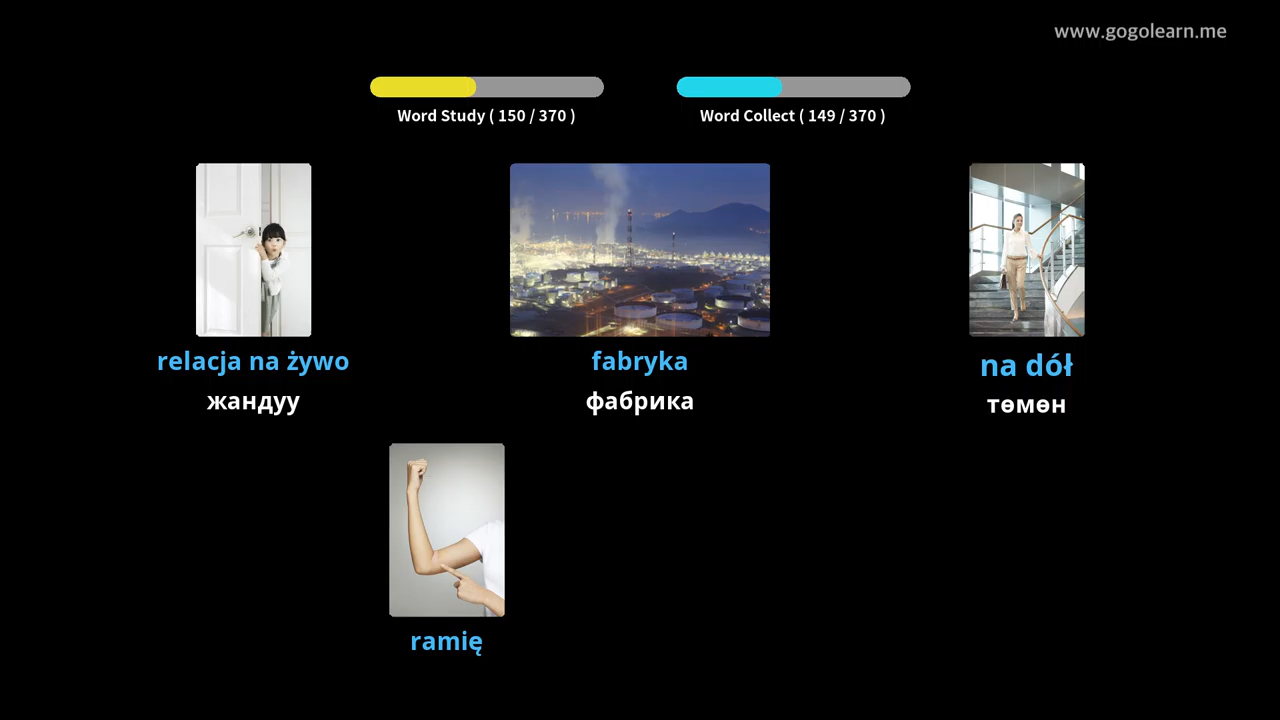 www.gogolearn.me
Word Study ( 150 / 370 )
Word Collect ( 149 / 370 )
relacja na żywo
fabryka
na dół
жандуу
фабрика
төмөн
ramię